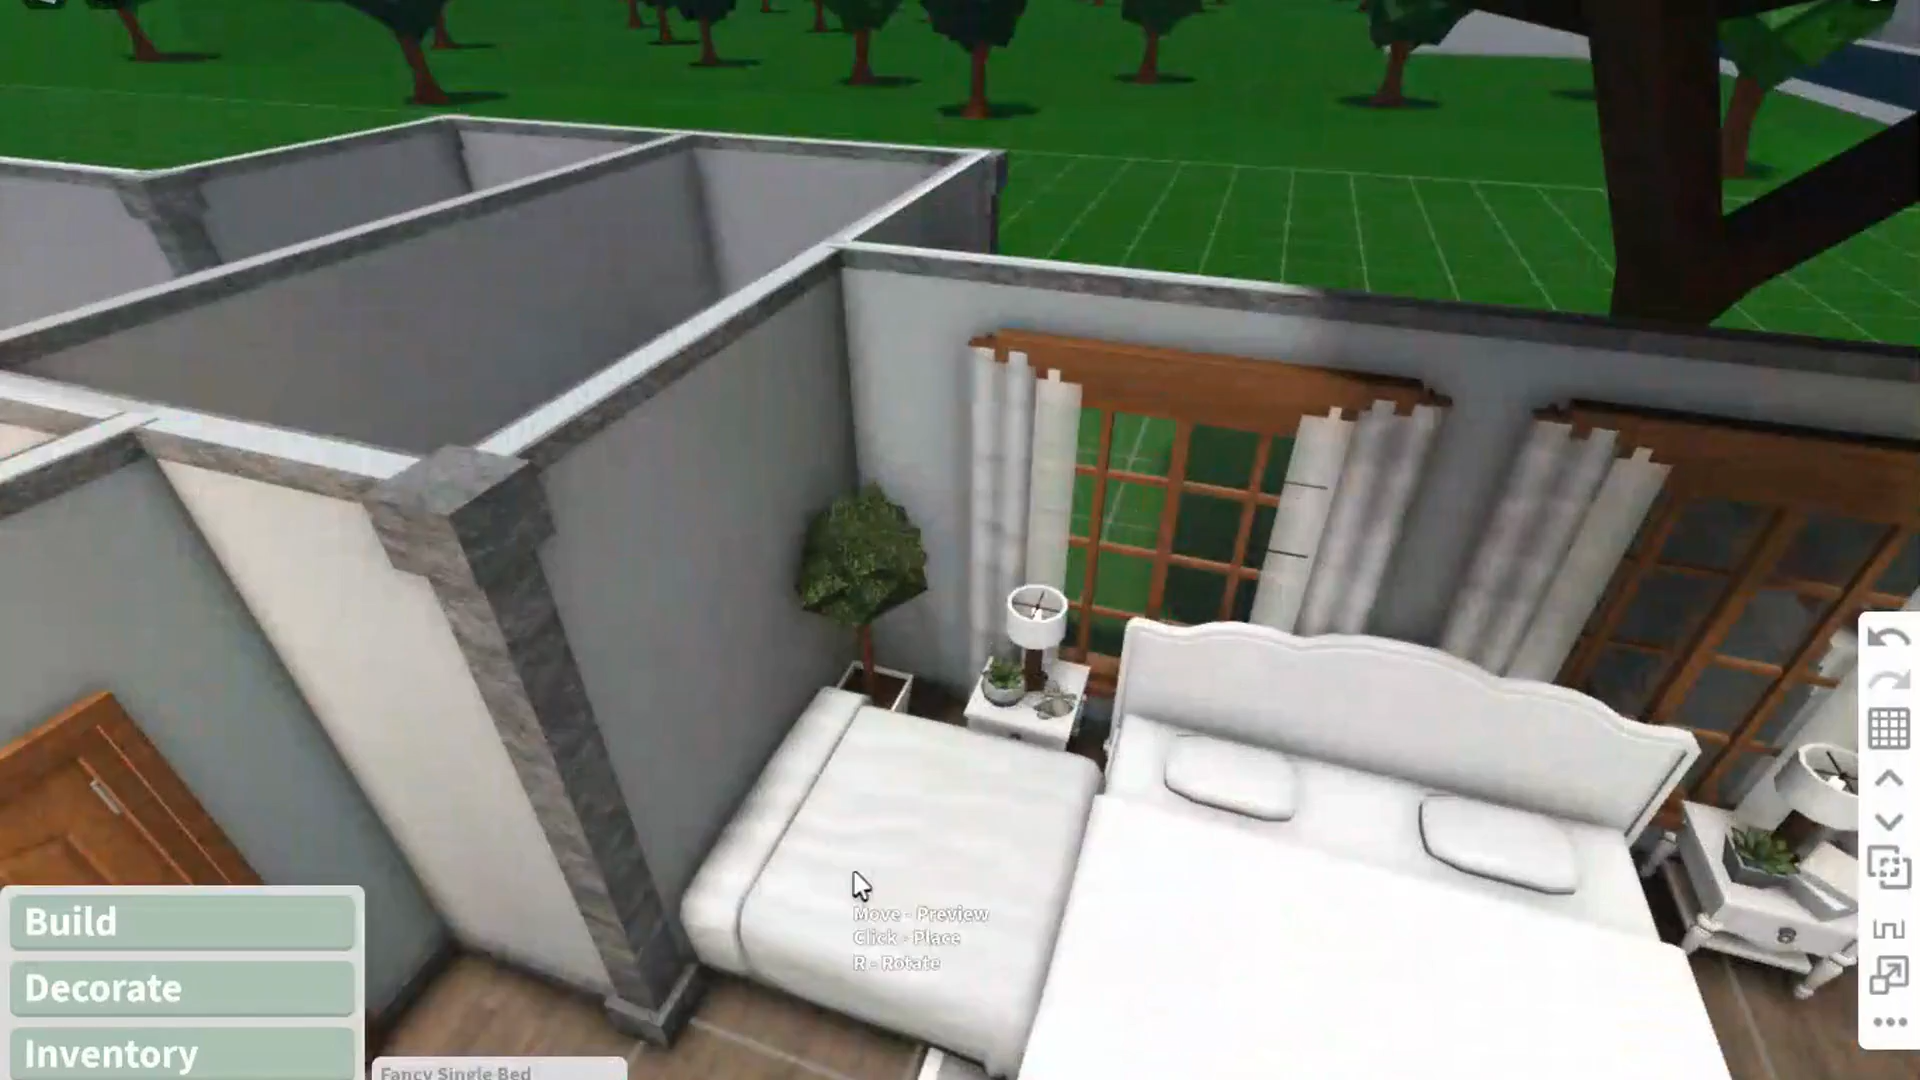 Move - Preview
Click - Place
R - Rotate
Build
Decorate
Inventory
Fancy Single Bed